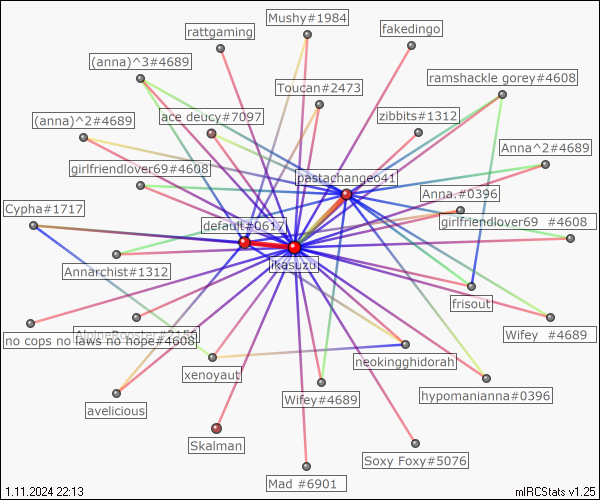 Mushy#1984
rattgaming
fakedingo
(anna)^3#4689
ramshackle gorey#4608
Toucan#2473
(anna)^2#4689
ace deucy#7097
zibbits#1312
Anna^2#4689
girlfriendlover69#4608
pastachangeo41
Anna.#0396
Cypha#1717
default#0617
girlfriendlover69 #4608
ikasuzu
Annarchist#1312
frisout
AlpineRooster#2150
no cops no laws no hope#4608
Wifey #4689
neokingghidorah
xenoyaut
hypomanianna#0396
Wifey#4689
avelicious
Skalman
Soxy Foxy#5076
Mad #6901
1.11.2024 22:13
mIRCStats v1.25